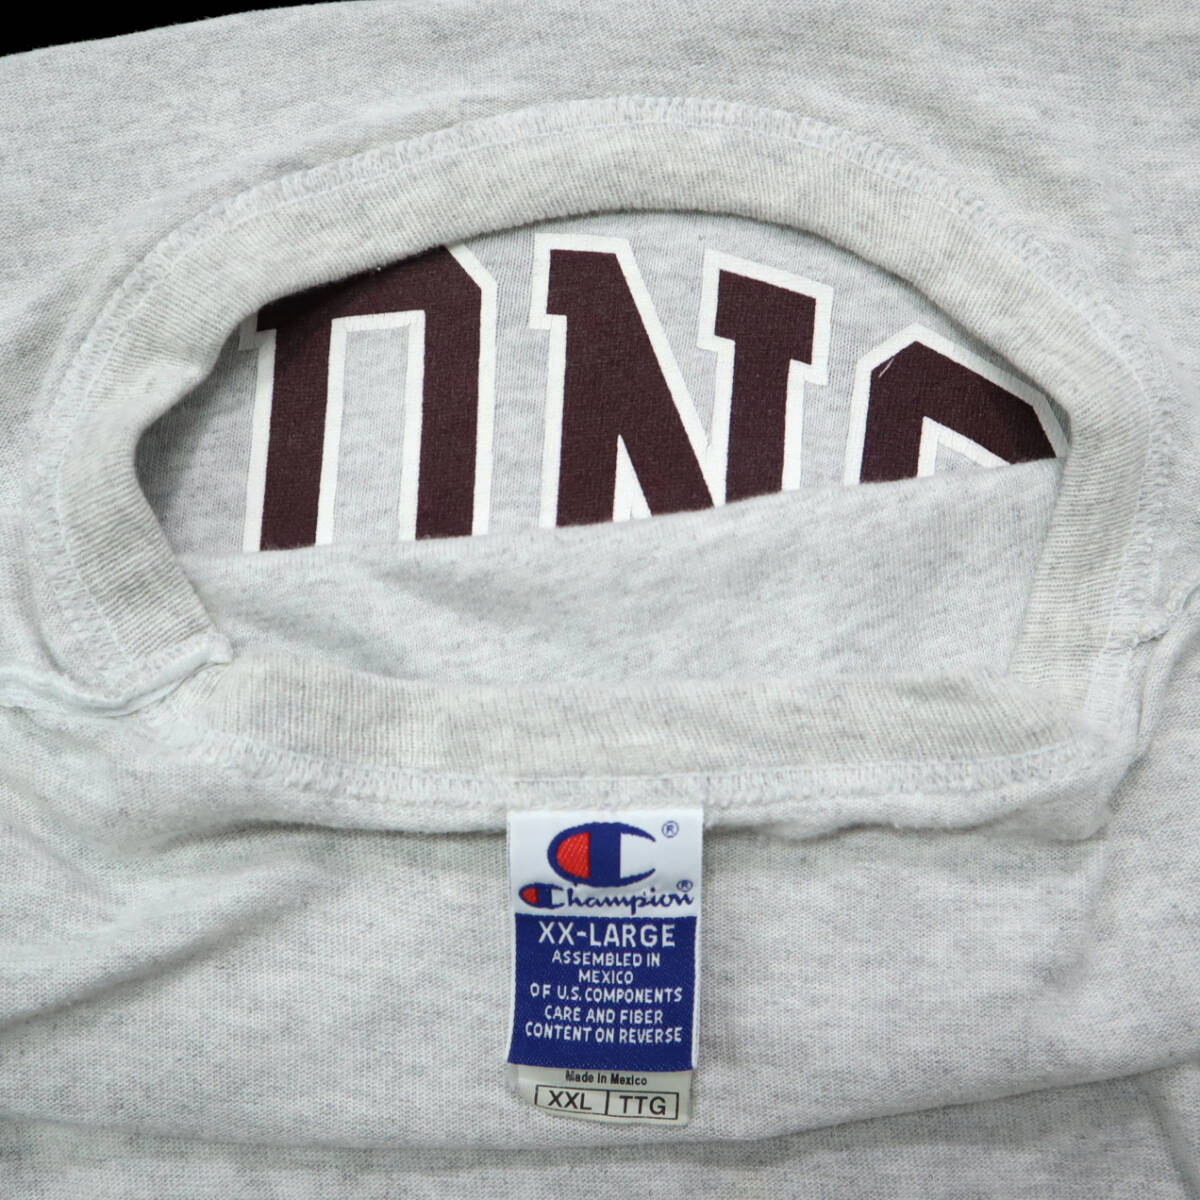 ONC
®
Champion®
XX-LARGE
ASSEMBLED IN
MEXICO
OF U.S. COMPONENTS
CARE AND FIBER
CONTENT ON REVERSE
Made In Mexico
XXL TTG